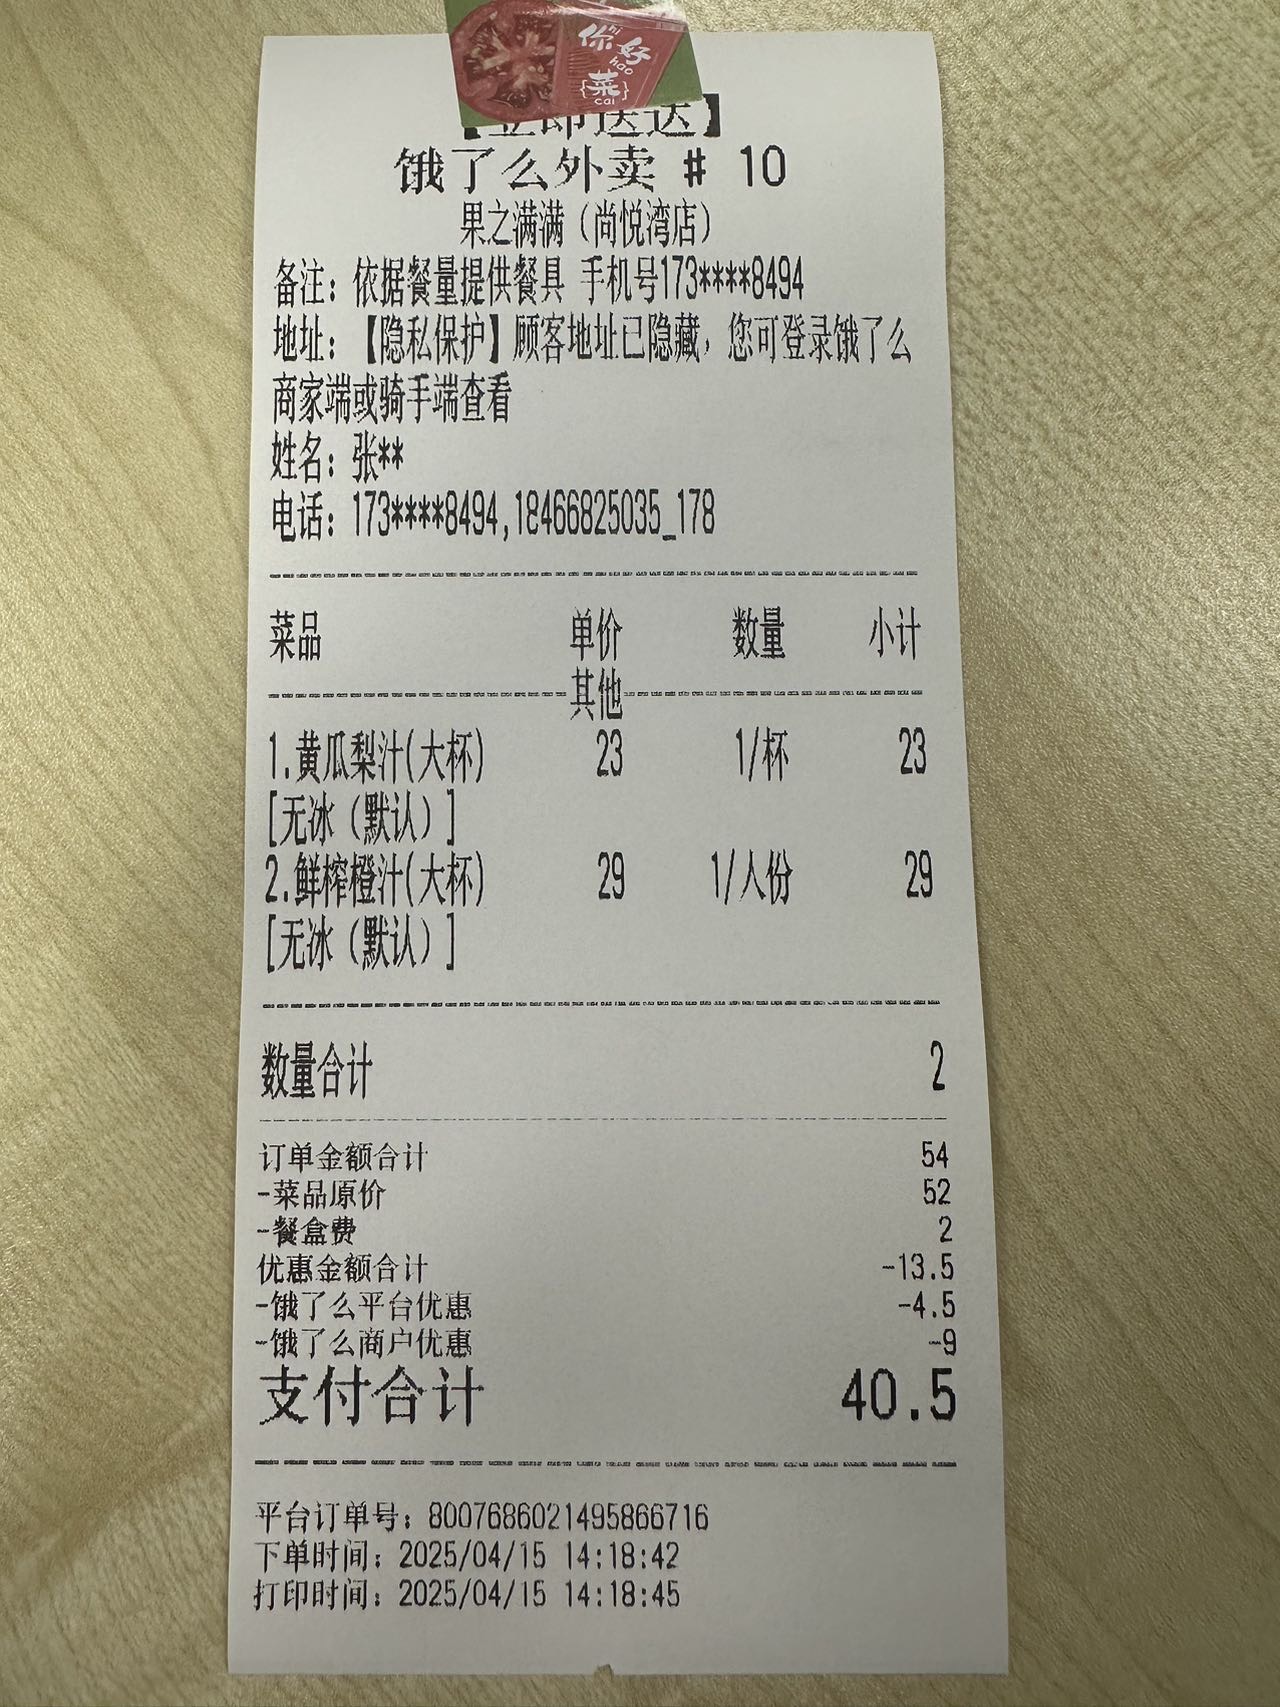 你好
hi
hao
{菜}
cai
【立即送达】
饿了么外卖 # 10
果之满满（尚悦湾店）
备注：依据餐量提供餐具 手机号173****8494
地址：【隐私保护】顾客地址已隐藏，您可登录饿了么
商家端或骑手端查看
姓名：张**
电话：173****8494,18466825035_178
菜品 单价 数量 小计
其他
1.黄瓜梨汁(大杯) 23 1/杯 23
[无冰（默认）]
2.鲜榨橙汁(大杯) 29 1/人份 29
[无冰（默认）]
数量合计 2
订单金额合计 54
-菜品原价 52
-餐盒费 2
优惠金额合计 -13.5
-饿了么平台优惠 -4.5
-饿了么商户优惠 -9
支付合计 40.5
平台订单号：8007686021495866716
下单时间：2025/04/15 14:18:42
打印时间：2025/04/15 14:18:45